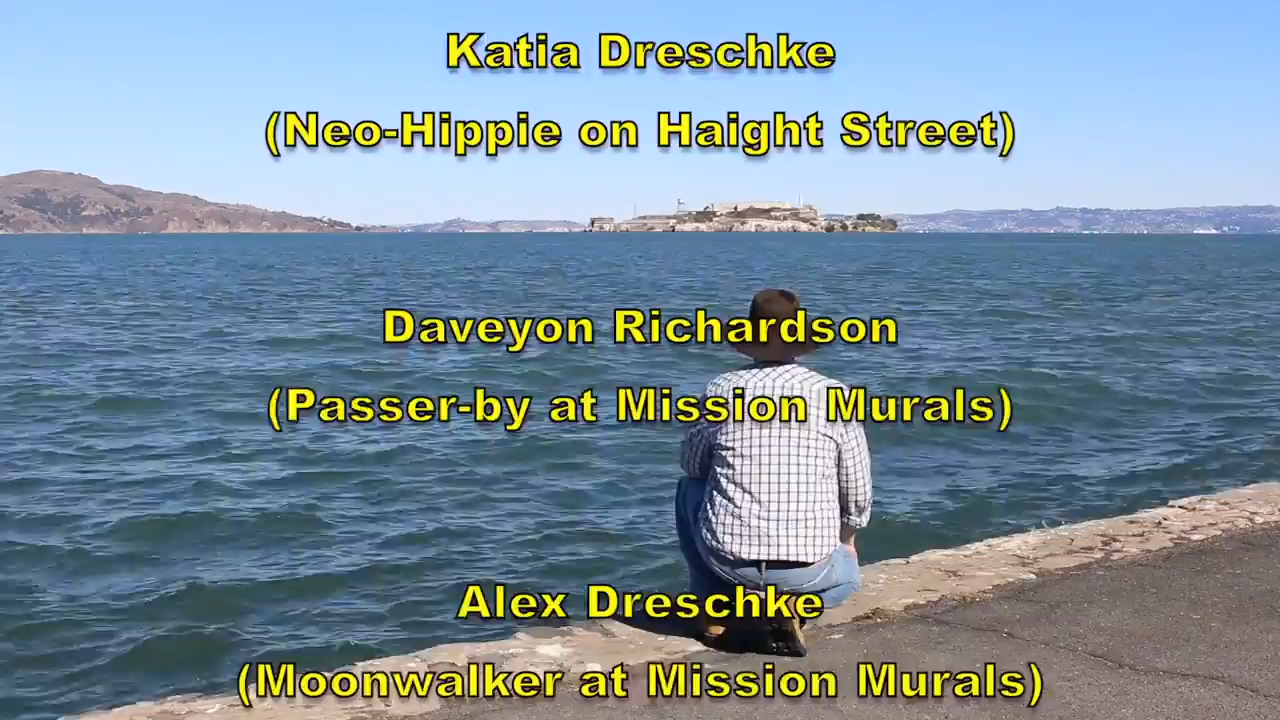 Katia Dreschke
(Neo-Hippie on Haight Street)
Daveyon Richardson
(Passer-by at Mission Murals)
Alex Dreschke
(Moonwalker at Mission Murals)